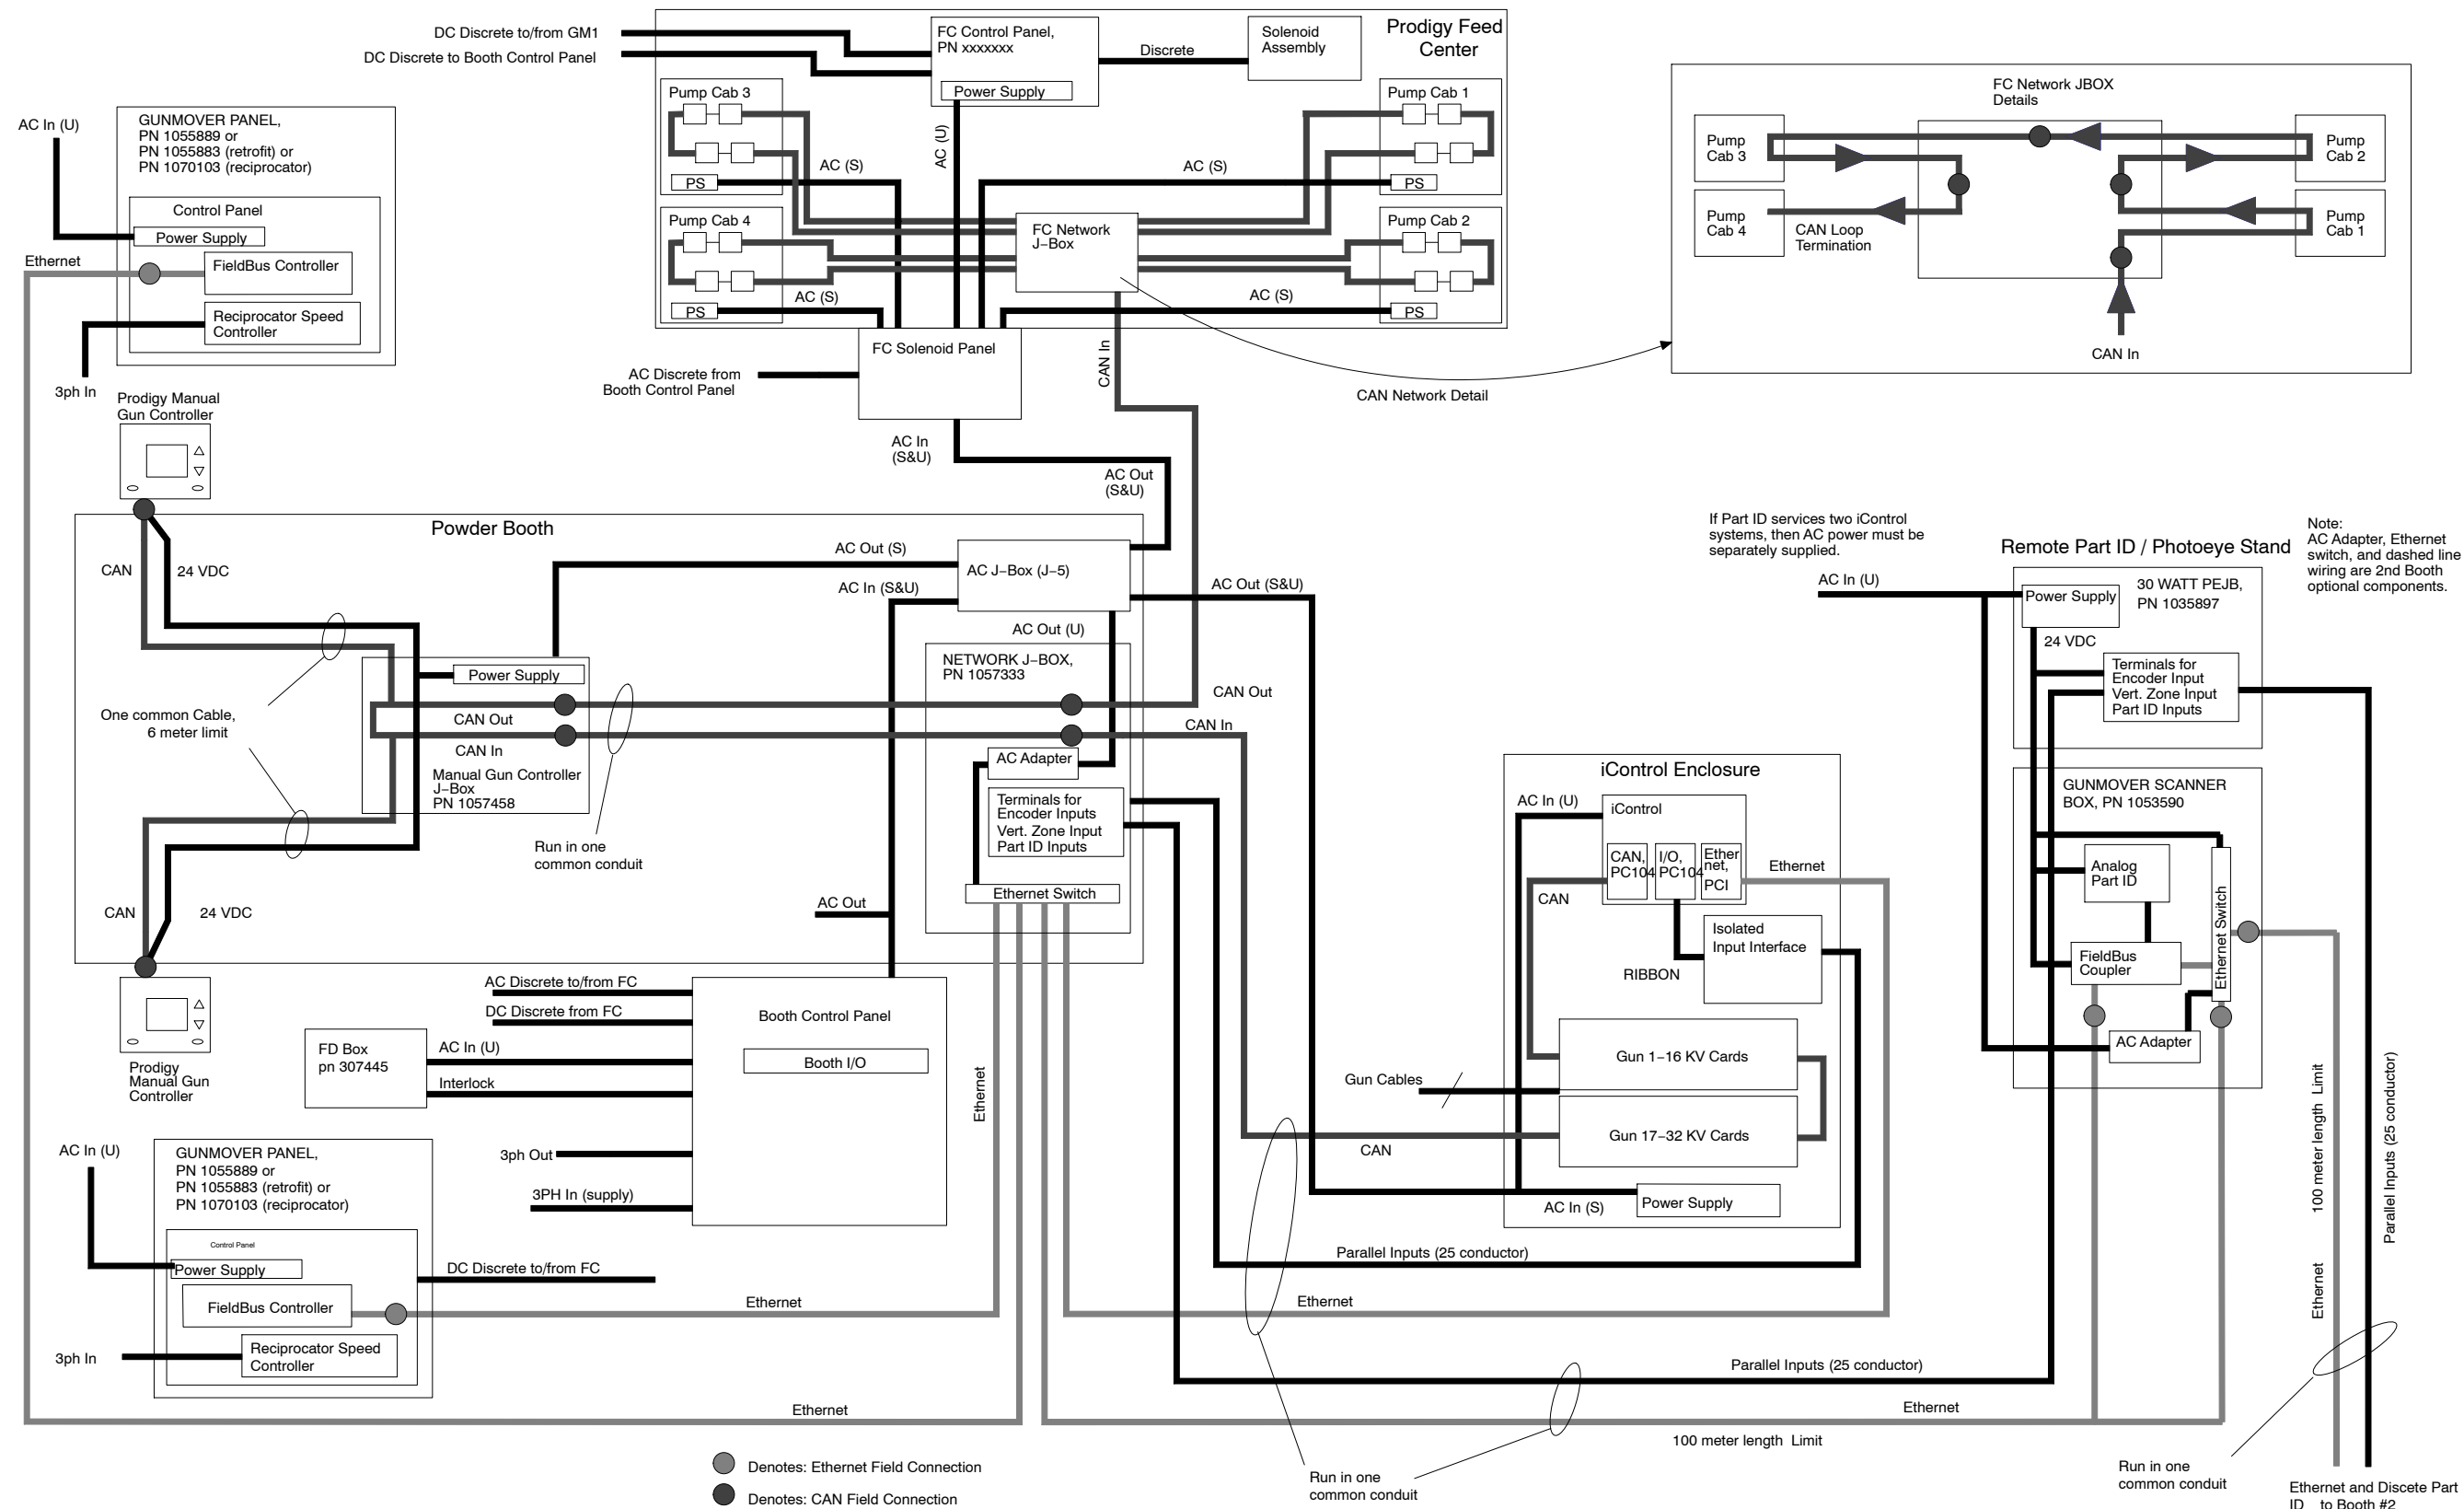 DC Discrete to/from GM1
DC Discrete to Booth Control Panel
FC Control Panel,
PN xxxxxxx
Power Supply
Discrete
Solenoid
Assembly
Prodigy Feed
Center
Pump Cab 3
PS
Pump Cab 4
PS
AC (S)
AC (U)
AC (S)
AC (S)
AC (S)
FC Network
J–Box
Pump Cab 1
PS
Pump Cab 2
PS
FC Solenoid Panel
AC Discrete from
Booth Control Panel
CAN In
CAN Network Detail
AC In
(S&U)
AC Out
(S&U)
FC Network JBOX
Details
Pump
Cab 3
Pump
Cab 4
CAN Loop
Termination
Pump
Cab 2
Pump
Cab 1
CAN In
AC In (U)
GUNMOVER PANEL,
PN 1055889 or
PN 1055883 (retrofit) or
PN 1070103 (reciprocator)
Control Panel
Power Supply
Ethernet
FieldBus Controller
Reciprocator Speed
Controller
3ph In
Prodigy Manual
Gun Controller
Powder Booth
CAN
24 VDC
AC Out (S)
AC In (S&U)
AC J–Box (J–5)
AC Out (S&U)
AC Out (U)
NETWORK J–BOX,
PN 1057333
Power Supply
CAN Out
CAN In
Manual Gun Controller
J–Box
PN 1057458
One common Cable,
6 meter limit
Run in one
common conduit
CAN Out
CAN In
AC Adapter
Terminals for
Encoder Inputs
Vert. Zone Input
Part ID Inputs
Ethernet Switch
AC Out
CAN
24 VDC
Prodigy
Manual Gun
Controller
AC Discrete to/from FC
DC Discrete from FC
FD Box
pn 307445
AC In (U)
Interlock
3ph Out
3PH In (supply)
Booth Control Panel
Booth I/O
Ethernet
AC In (U)
GUNMOVER PANEL,
PN 1055889 or
PN 1055883 (retrofit) or
PN 1070103 (reciprocator)
Control Panel
Power Supply
FieldBus Controller
Reciprocator Speed
Controller
3ph In
DC Discrete to/from FC
Ethernet
Ethernet
Denotes: Ethernet Field Connection
Denotes: CAN Field Connection
iControl Enclosure
AC In (U)
iControl
CAN,
PC104
I/O,
PC104
Ether
net,
PCI
Ethernet
CAN
Isolated
Input Interface
RIBBON
Gun 1–16 KV Cards
Gun Cables
Gun 17–32 KV Cards
CAN
AC In (S)
Power Supply
Parallel Inputs (25 conductor)
Ethernet
Parallel Inputs (25 conductor)
Ethernet
100 meter length Limit
Run in one
common conduit
If Part ID services two iControl
systems, then AC power must be
separately supplied.
Remote Part ID / Photoeye Stand
Note:
AC Adapter, Ethernet
switch, and dashed line
wiring are 2nd Booth
optional components.
AC In (U)
Power Supply
30 WATT PEJB,
PN 1035897
24 VDC
Terminals for
Encoder Input
Vert. Zone Input
Part ID Inputs
GUNMOVER SCANNER
BOX, PN 1053590
Analog
Part ID
FieldBus
Coupler
Ethernet Switch
AC Adapter
Ethernet
100 meter length Limit
Parallel Inputs (25 conductor)
Run in one
common conduit
Ethernet and Discete Part
ID to Booth #2